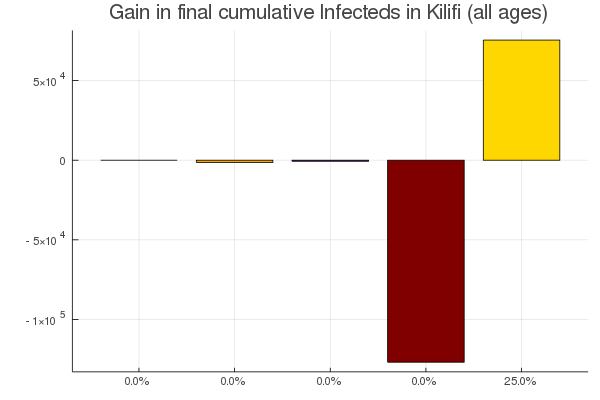 Gain in final cumulative Infecteds in Kilifi (all ages)
5×10⁴
0
- 5×10⁴
- 1×10⁵
0.0% 0.0% 0.0% 0.0% 25.0%